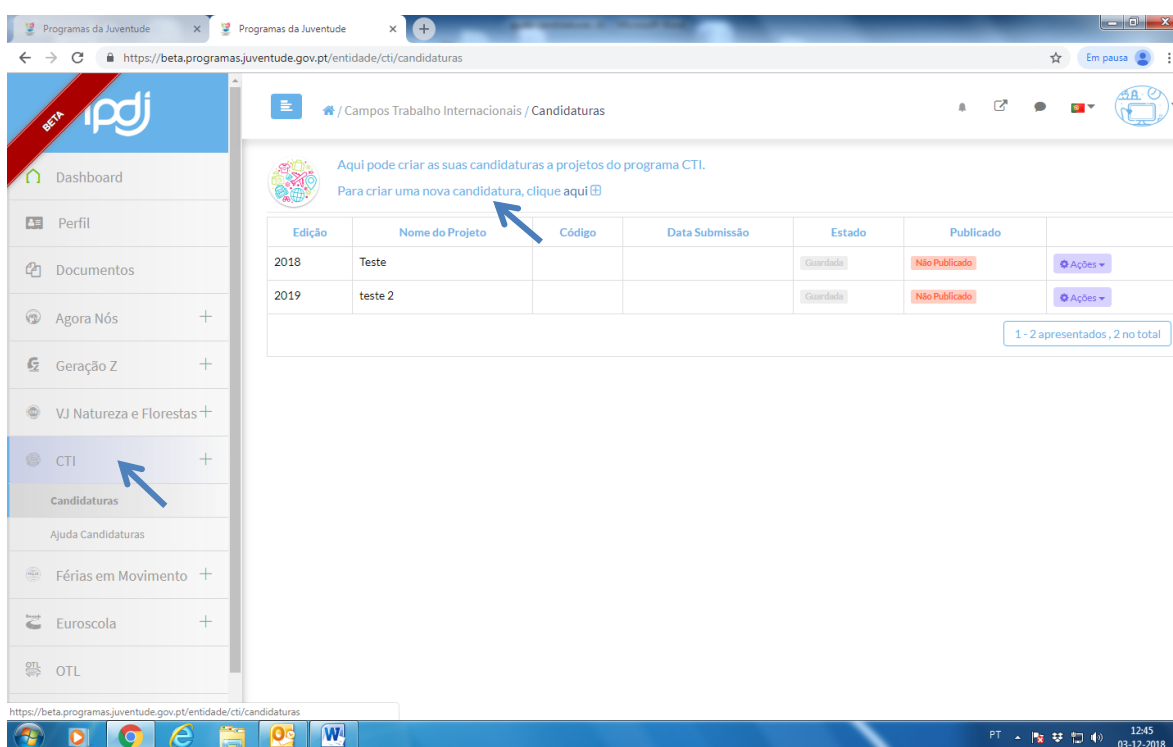 Programas da Juventude
Programas da Juventude
https://beta.programas.juventude.gov.pt/entidade/cti/candidaturas
Em pausa
BETA
ipdj
/ Campos Trabalho Internacionais / Candidaturas
Dashboard
Perfil
Documentos
Agora Nós
Geração Z
VJ Natureza e Florestas
CTI
Candidaturas
Ajuda Candidaturas
Férias em Movimento
Euroscola
OTL
Aqui pode criar as suas candidaturas a projetos do programa CTI.
Para criar uma nova candidatura, clique aqui
Edição Nome do Projeto Código Data Submissão Estado Publicado
2018 Teste Guardada Não Publicado Ações
2019 teste 2 Guardada Não Publicado Ações
1 - 2 apresentados , 2 no total
https://beta.programas.juventude.gov.pt/entidade/cti/candidaturas
PT
12:45
03-12-2018